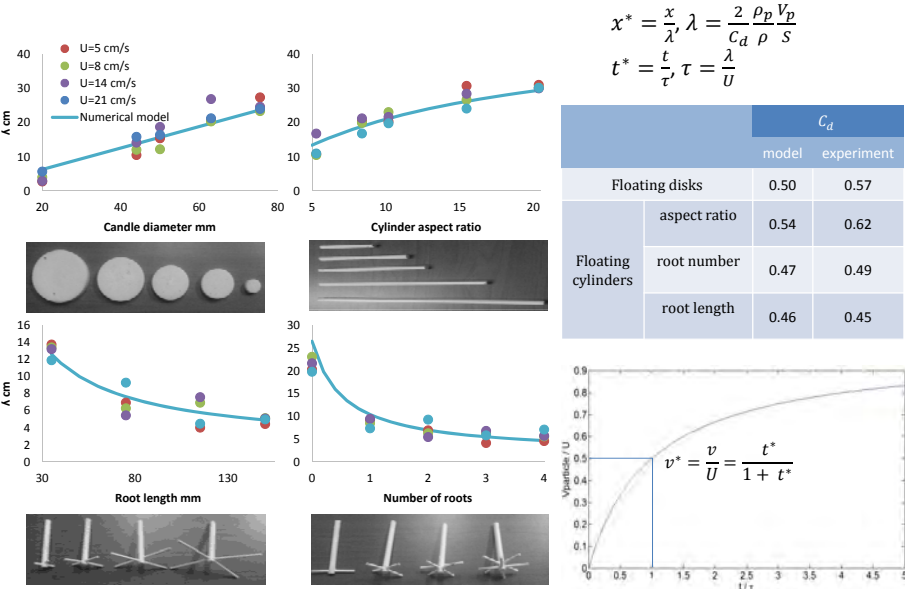 x* = x/λ, λ = 2/C_d ρ_p/ρ V_p/S
t* = t/τ, τ = λ/U
U=5 cm/s
U=8 cm/s
U=14 cm/s
U=21 cm/s
Numerical model
λ cm
40
30
20
10
0
20 40 60 80
Candle diameter mm
40
30
20
10
0
5 10 15 20
Cylinder aspect ratio
C_d
model experiment
Floating disks 0.50 0.57
Floating cylinders
aspect ratio 0.54 0.62
root number 0.47 0.49
root length 0.46 0.45
λ cm
16
14
12
10
8
6
4
2
0
30 80 130
Root length mm
30
25
20
15
10
5
0
0 1 2 3 4
Number of roots
Vparticle / U
0.9
0.8
0.7
0.6
0.5
0.4
0.3
0.2
0.1
0
0 0.5 1 1.5 2 2.5 3 3.5 4 4.5 5
t / τ
v* = v/U = t*/1 + t*